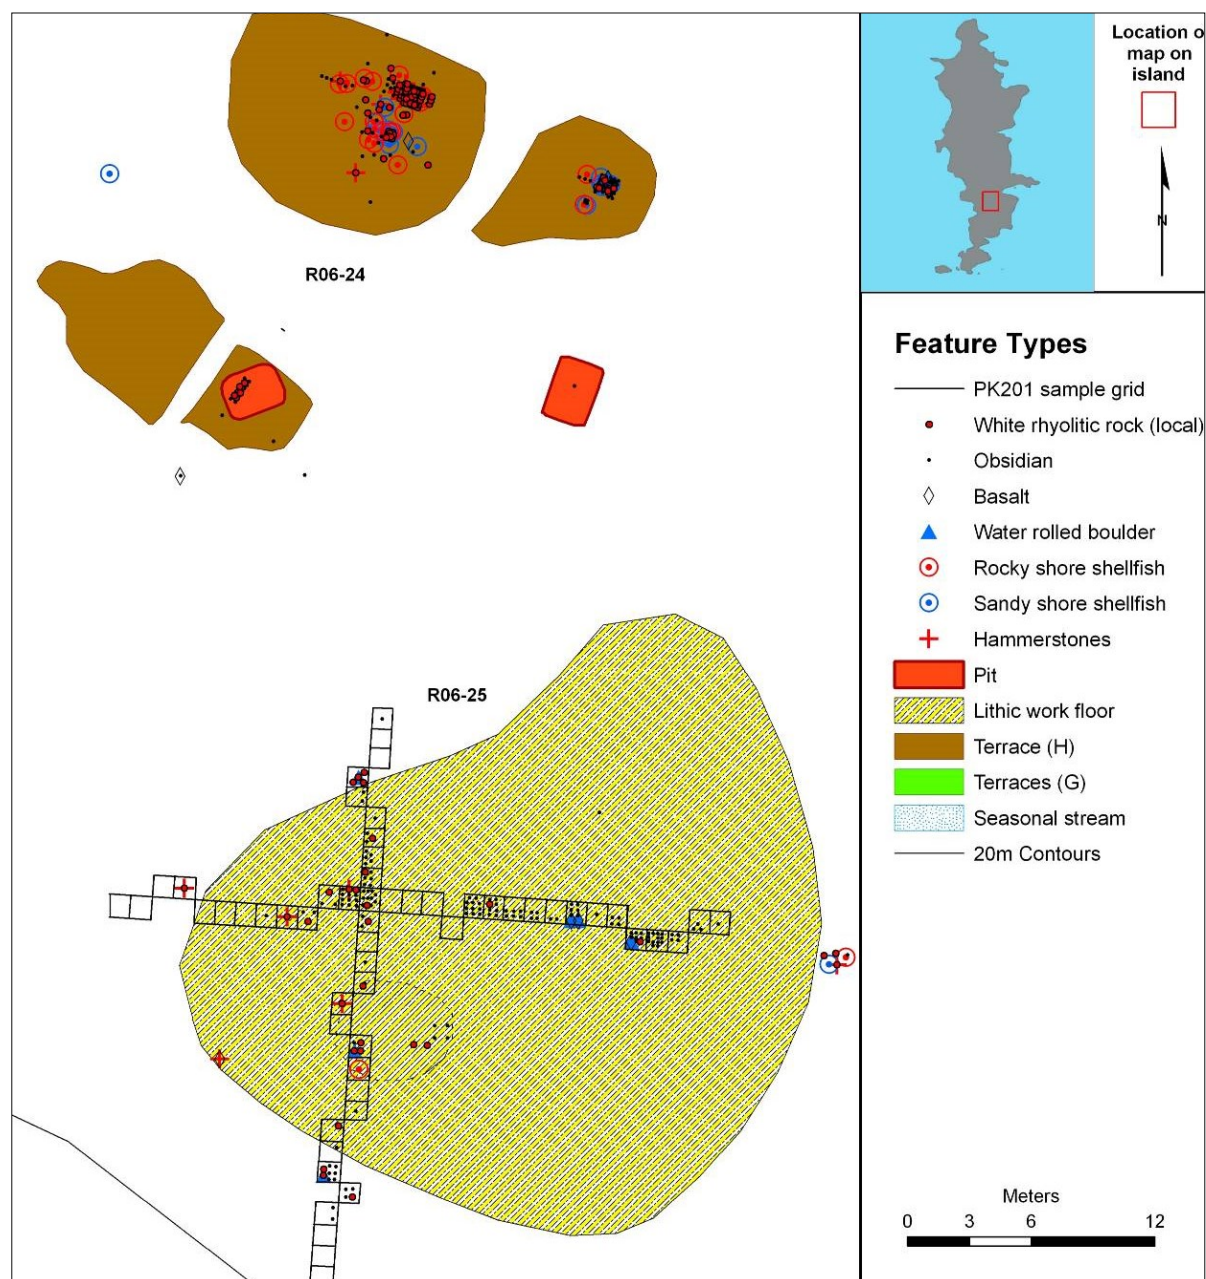 Location o
map on
island
N
R06-24
R06-25
Feature Types
PK201 sample grid
White rhyolitic rock (local)
Obsidian
Basalt
Water rolled boulder
Rocky shore shellfish
Sandy shore shellfish
Hammerstones
Pit
Lithic work floor
Terrace (H)
Terraces (G)
Seasonal stream
20m Contours
Meters
0 3 6 12